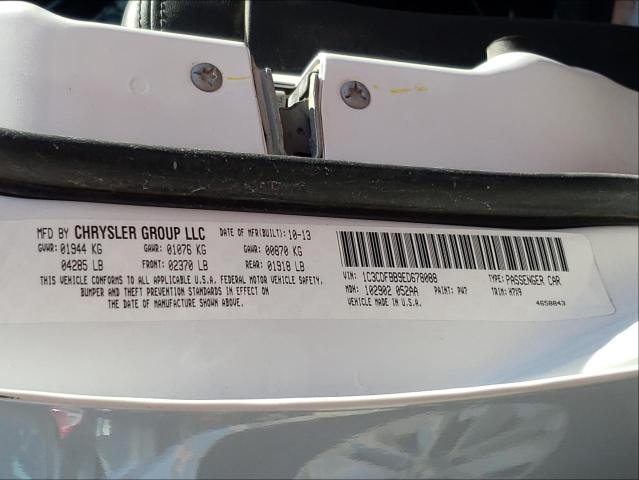 MFD BY CHRYSLER GROUP LLC DATE OF MFR(BUILT): 10-13
GVWR: 01944 KG GAWR: 01076 KG GAWR: 00870 KG
04285 LB FRONT: 02370 LB REAR: 01918 LB
THIS VEHICLE CONFORMS TO ALL APPLICABLE U.S.A. FEDERAL MOTOR VEHICLE SAFETY,
BUMPER AND THEFT PREVENTION STANDARDS IN EFFECT ON
THE DATE OF MANUFACTURE SHOWN ABOVE.
VIN: 1C3CDFBB9ED678088 TYPE: PASSENGER CAR
MDH: 102902 052AA PAINT: PW7 TRIM: H7X9
VEHICLE MADE IN U.S.A. 4658843